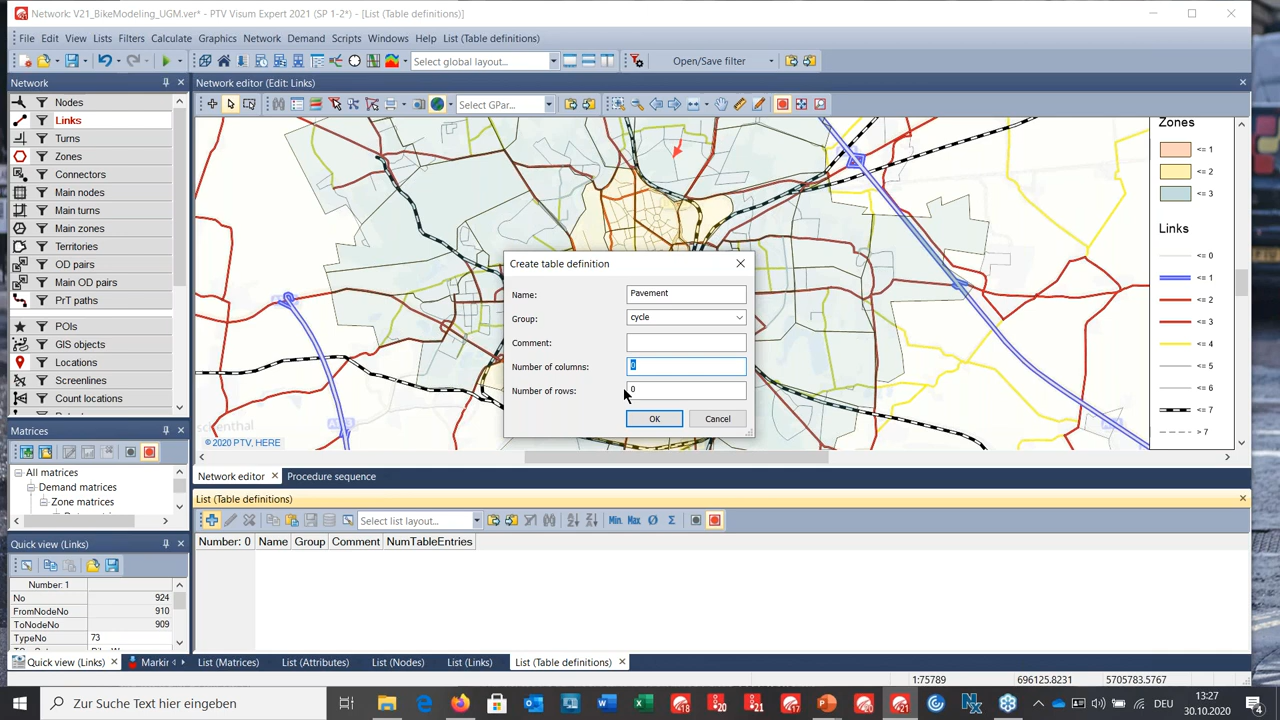 Network: V21_BikeModeling_UGM.ver* - PTV Visum Expert 2021 (SP 1-2*) - [List (Table definitions)]
File Edit View Lists Filters Calculate Graphics Network Demand Scripts Windows Help List (Table definitions)
Select global layout... Open/Save filter
Network
Network editor (Edit: Links)
Select GPar...
Nodes
Links
Turns
Zones
Connectors
Main nodes
Main turns
Main zones
Territories
OD pairs
Main OD pairs
PrT paths
POIs
GIS objects
Locations
Screenlines
Count locations
Zones
<= 1
<= 2
<= 3
Links
<= 0
<= 1
<= 2
<= 3
<= 4
<= 5
<= 6
<= 7
> 7
© 2020 PTV, HERE
Create table definition
Name: Pavement
Group: cycle
Comment:
Number of columns: 0
Number of rows: 0
OK Cancel
Matrices
All matrices
Demand matrices
Zone matrices
Network editor Procedure sequence
List (Table definitions)
Select list layout... Min Max Ø Σ
Number: 0 Name Group Comment NumTableEntries
Quick view (Links)
Number: 1
No 924
FromNodeNo 910
ToNodeNo 909
TypeNo 73
Quick view (Links) Markir List (Matrices) List (Attributes) List (Nodes) List (Links) List (Table definitions)
1:75789 696125.8231 5705783.5767
Zur Suche Text hier eingeben
DEU
13:27
30.10.2020